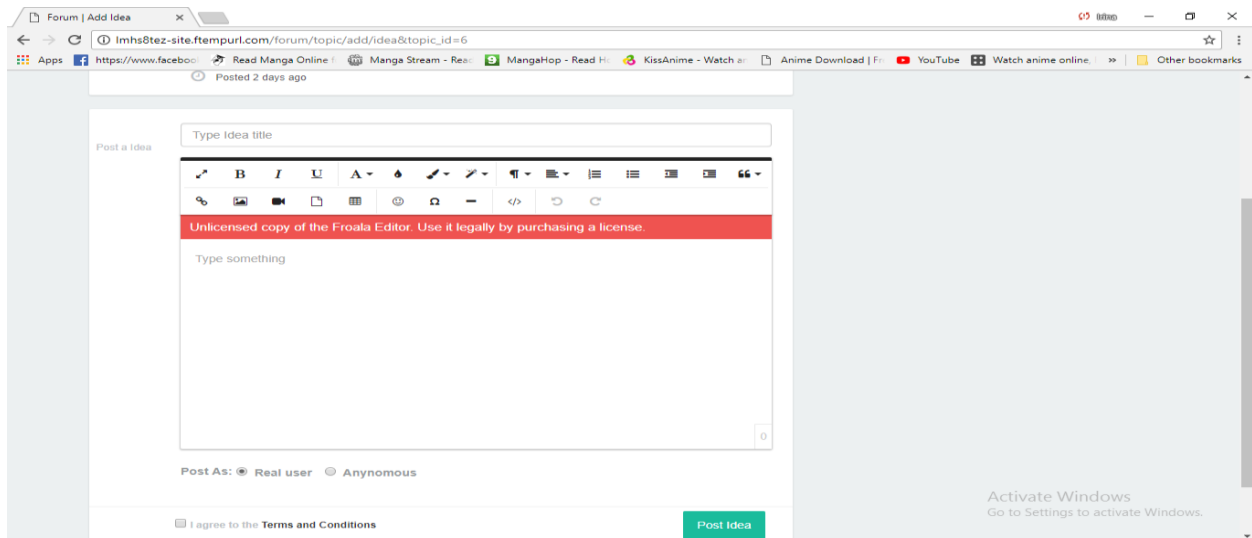 Forum | Add Idea
lmhs8tez-site.ftempurl.com/forum/topic/add/idea&topic_id=6
Apps https://www.faceboo Read Manga Online f Manga Stream - Rea MangaHop - Read H KissAnime - Watch a Anime Download | Fr YouTube Watch anime online, » Other bookmarks
Posted 2 days ago
Type Idea title
Post a Idea
B I U A ¶ “
Ω </>
Unlicensed copy of the Froala Editor. Use it legally by purchasing a license.
Type something
0
Post As: Real user Anynomous
Activate Windows
Go to Settings to activate Windows.
I agree to the Terms and Conditions Post Idea